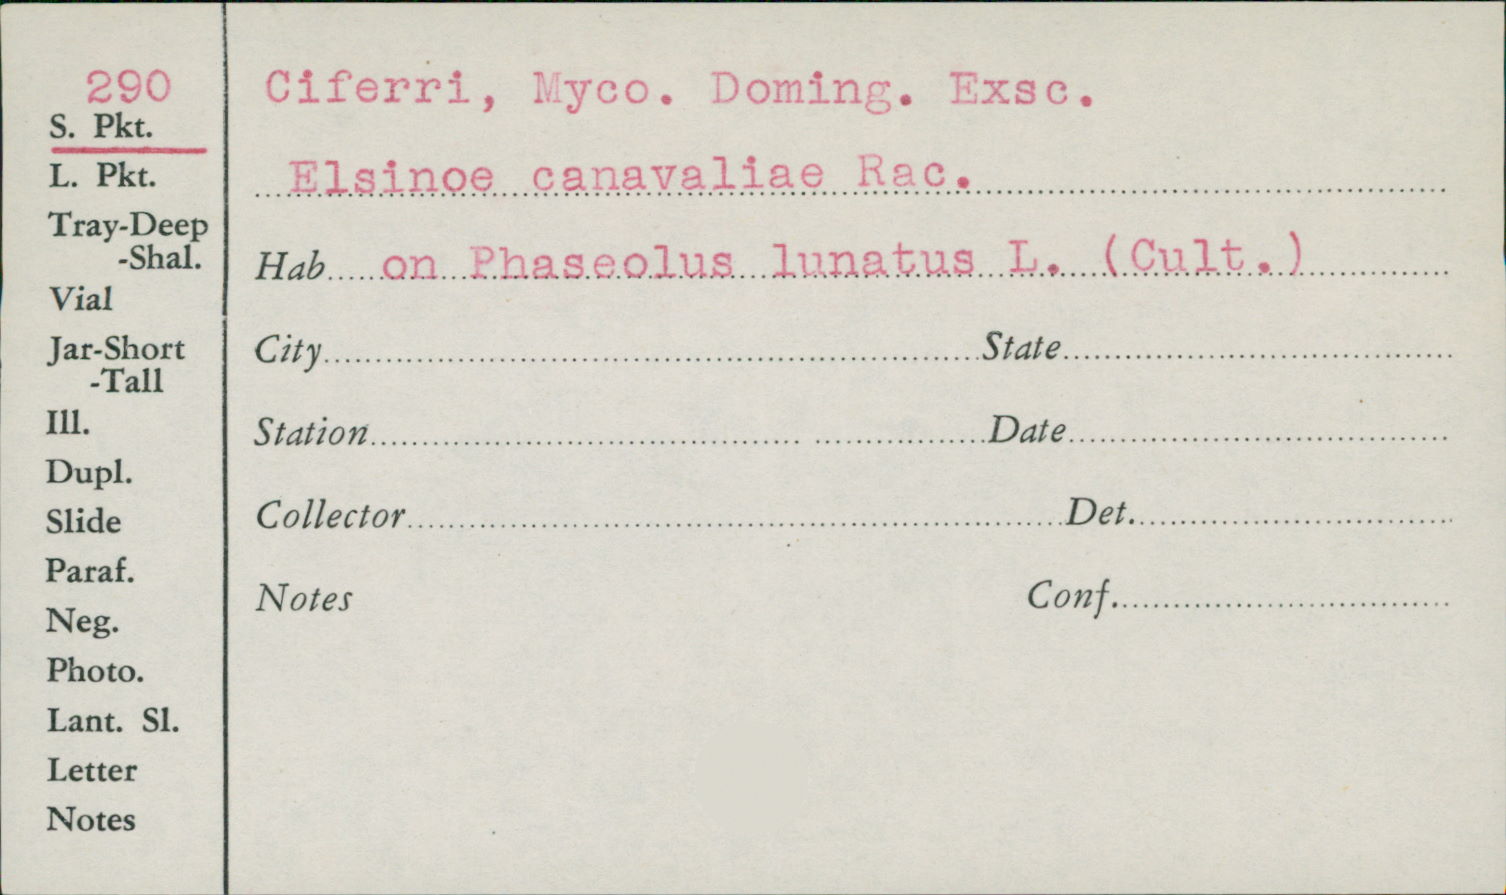 290
S. Pkt.
L. Pkt.
Tray-Deep
-Shal.
Vial
Jar-Short
-Tall
Ill.
Dupl.
Slide
Paraf.
Neg.
Photo.
Lant. Sl.
Letter
Notes
Ciferri, Myco. Doming. Exsc.
Elsinoe canavaliae Rac.
Hab on Phaseolus lunatus L. (Cult.)
City State
Station Date
Collector Det.
Notes Conf.